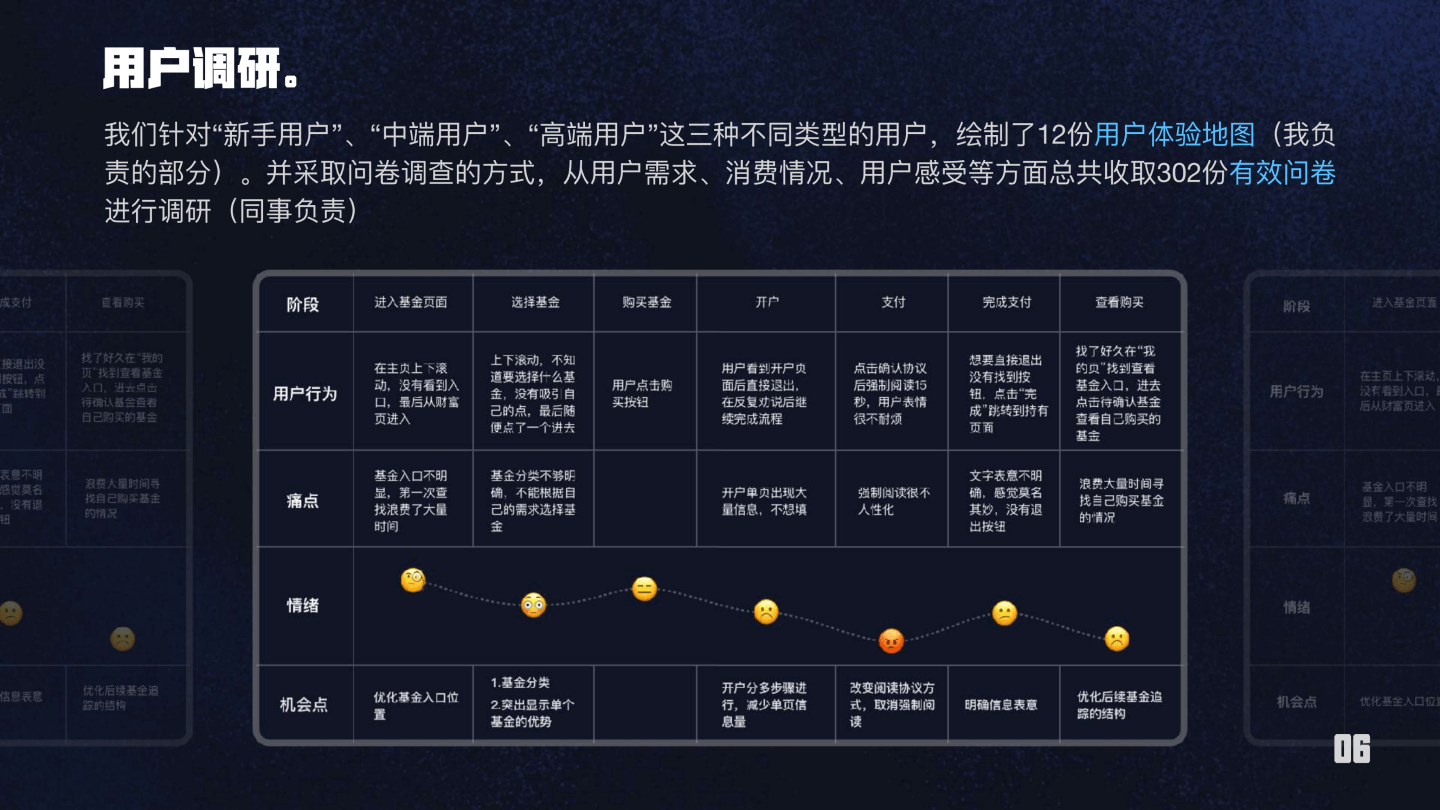 用户调研。
我们针对“新手用户”、“中端用户”、“高端用户”这三种不同类型的用户，绘制了12份用户体验地图（我负
责的部分）。并采取问卷调查的方式，从用户需求、消费情况、用户感受等方面总共收取302份有效问卷
进行调研（同事负责）
成支付
查看购买
接退出没
按钮，点
成”跳转到
面
找了好久在“我的
页”找到查看基金
入口，进去点击
待确认基金查看
自己购买的基金
表意不明
感觉莫名
，没有退
钮
浪费大量时间寻
找自己购买基金
的情况
信息表意
优化后续基金追
踪的结构
阶段
进入基金页面
选择基金
购买基金
开户
支付
完成支付
查看购买
用户行为
在主页上下滚
动，没有看到入
口，最后从财富
页进入
上下滚动，不知
道要选择什么基
金，没有吸引自
己的点，最后随
便点了一个进去
用户点击购
买按钮
用户看到开户页
面后直接退出，
在反复劝说后继
续完成流程
点击确认协议
后强制阅读15
秒，用户表情
很不耐烦
想要直接退出
没有找到按
钮，点击“完
成”跳转到持有
页面
找了好久在“我
的页”找到查看
基金入口，进去
点击待确认基金
查看自己购买的
基金
痛点
基金入口不明
显，第一次查
找浪费了大量
时间
基金分类不够明
确，不能根据自
己的需求选择基
金
开户单页出现大
量信息，不想填
强制阅读很不
人性化
文字表意不明
确，感觉莫名
其妙，没有退
出按钮
浪费大量时间寻
找自己购买基金
的情况
情绪
机会点
优化基金入口位
置
1.基金分类
2.突出显示单个
基金的优势
开户分多步骤进
行，减少单页信
息量
改变阅读协议方
式，取消强制阅
读
明确信息表意
优化后续基金追
踪的结构
阶段
进入基金页面
用户行为
在主页上下滚动，
没有看到入口，最
后从财富页进入
痛点
基金入口不明
显，第一次查找
浪费了大量时间
情绪
机会点
优化基金入口位置
06